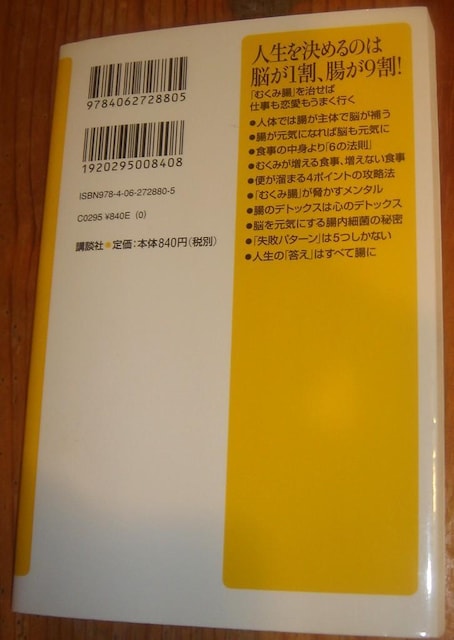 9784062728805
1920295008408
ISBN978-4-06-272880-5
C0295 ¥840E (0)
講談社●定価:本体840円(税別)
人生を決めるのは
脳が1割、腸が9割!
「むくみ腸」を治せば
仕事も恋愛もうまく行く
●人体では腸が主体で脳が補う
●腸が元気になれば脳も元気に
●食事の中身より「6の法則」
●むくみが増える食事、増えない食事
●便が溜まる4ポイントの攻略法
●「むくみ腸」が脅かすメンタル
●腸のデトックスは心のデトックス
●脳を元気にする腸内細菌の秘密
●「失敗パターン」は5つしかない
●人生の「答え」はすべて腸に